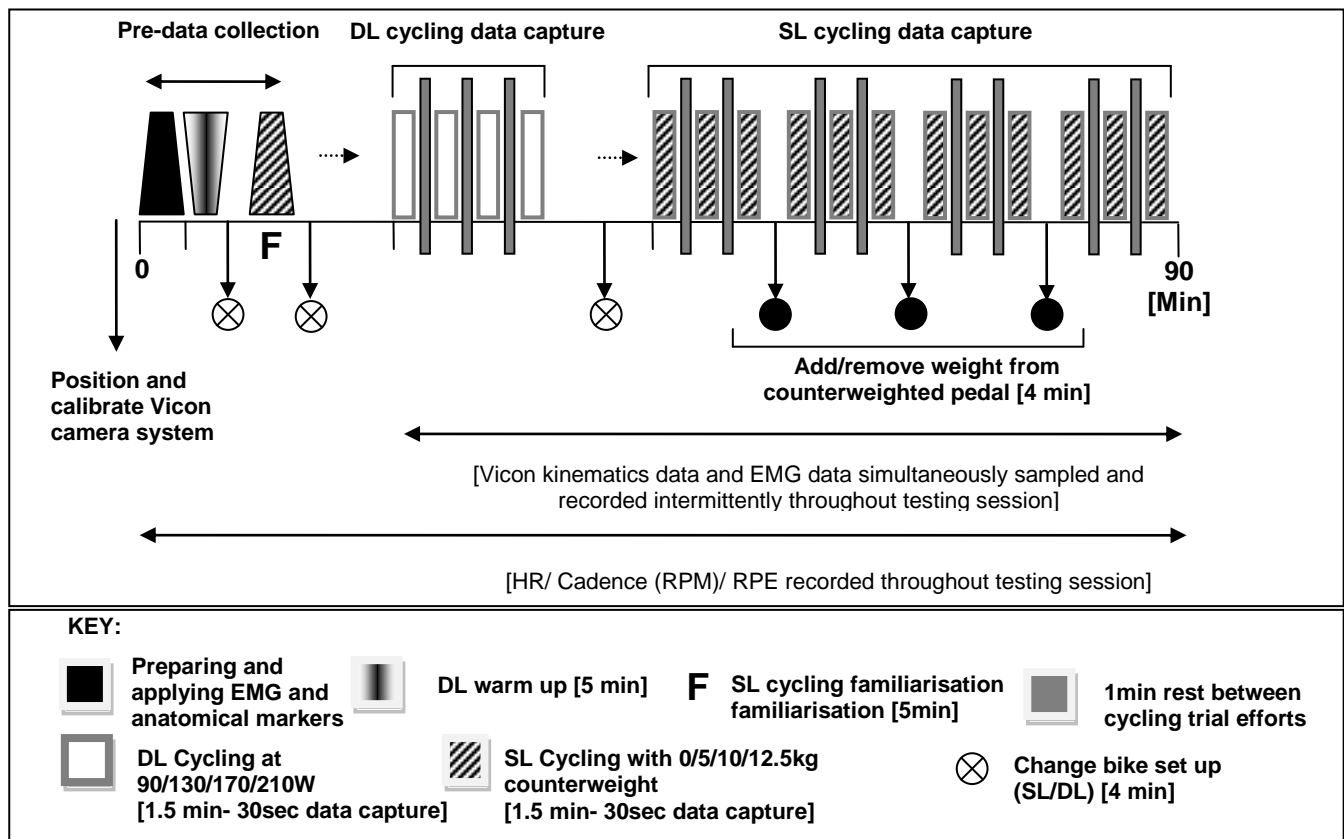 Pre-data collection
DL cycling data capture
SL cycling data capture
F
0
90
[Min]
Position and
calibrate Vicon
camera system
Add/remove weight from
counterweighted pedal [4 min]
[Vicon kinematics data and EMG data simultaneously sampled and
recorded intermittently throughout testing session]
[HR/ Cadence (RPM)/ RPE recorded throughout testing session]
KEY:
Preparing and
applying EMG and
anatomical markers
DL warm up [5 min]
F
SL cycling familiarisation
familiarisation [5min]
1min rest between
cycling trial efforts
DL Cycling at
90/130/170/210W
[1.5 min- 30sec data capture]
SL Cycling with 0/5/10/12.5kg
counterweight
[1.5 min- 30sec data capture]
Change bike set up
(SL/DL) [4 min]